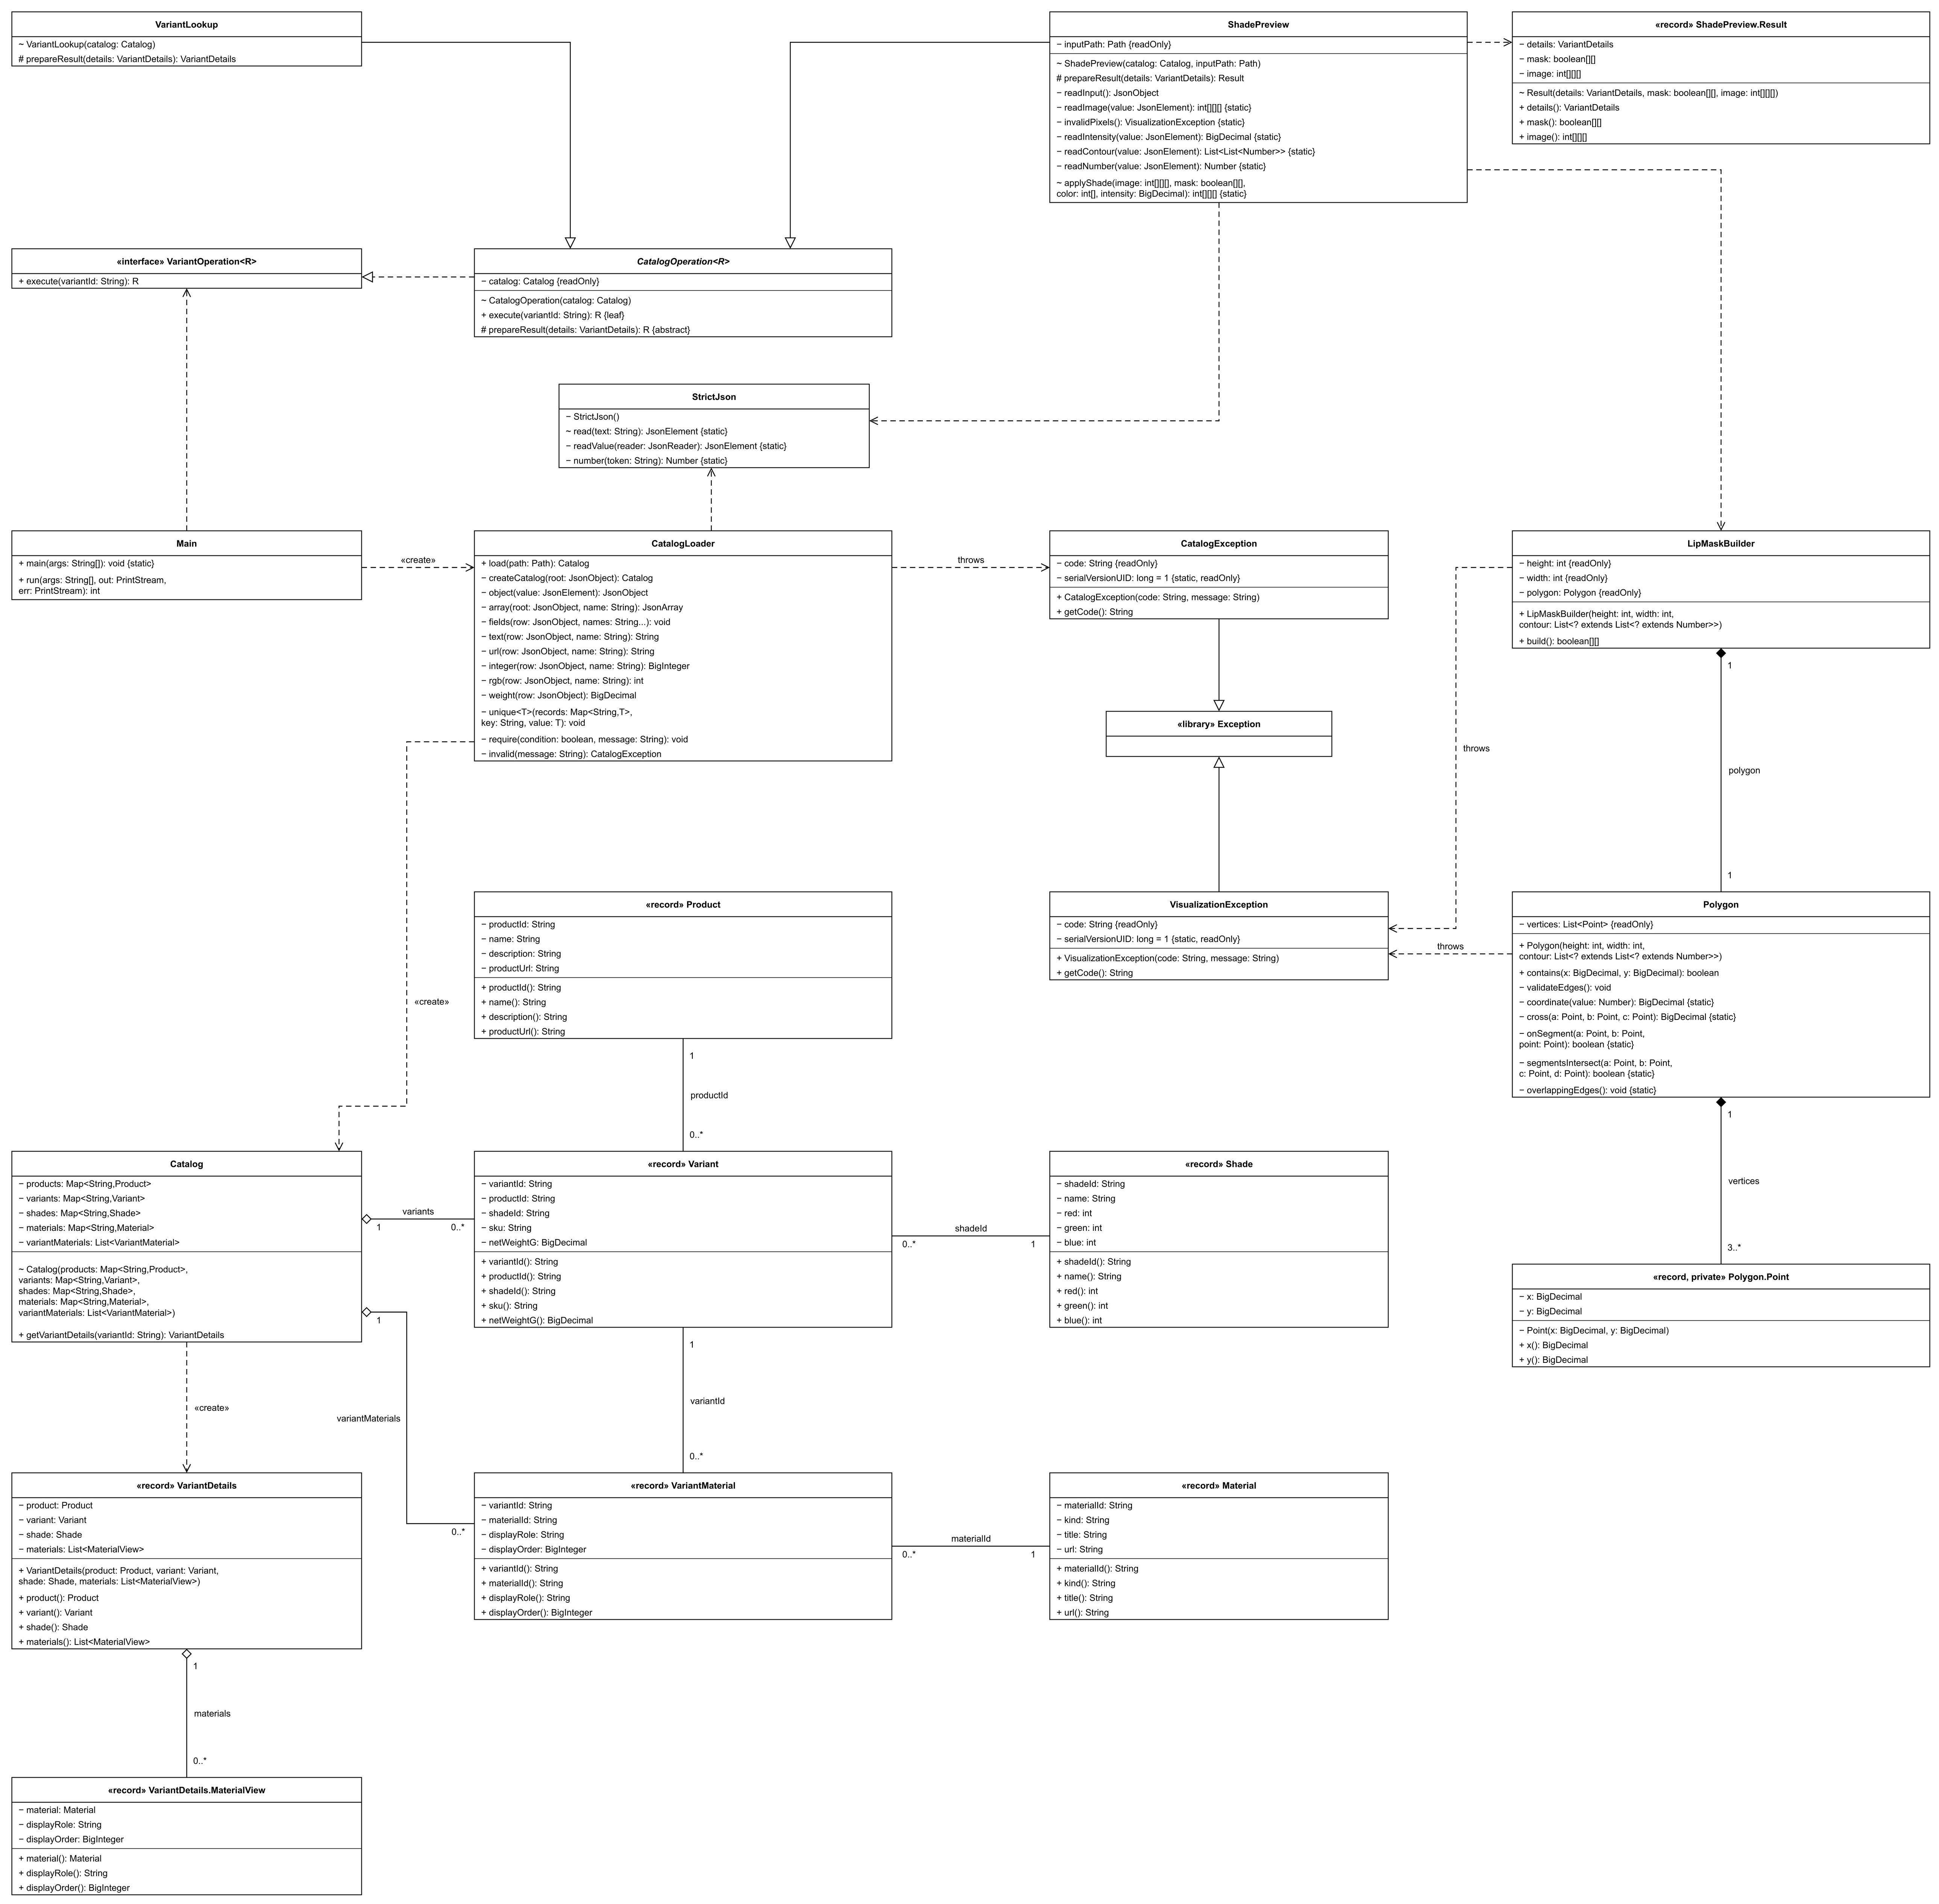 VariantLookup
~ VariantLookup(catalog: Catalog)
# prepareResult(details: VariantDetails): VariantDetails
ShadePreview
− inputPath: Path {readOnly}
~ ShadePreview(catalog: Catalog, inputPath: Path)
# prepareResult(details: VariantDetails): Result
− readInput(): JsonObject
− readImage(value: JsonElement): int[][][] {static}
− invalidPixels(): VisualizationException {static}
− readIntensity(value: JsonElement): BigDecimal {static}
− readContour(value: JsonElement): List<List<Number>> {static}
− readNumber(value: JsonElement): Number {static}
~ applyShade(image: int[][][], mask: boolean[][],
color: int[], intensity: BigDecimal): int[][][] {static}
«record» ShadePreview.Result
− details: VariantDetails
− mask: boolean[][]
− image: int[][][]
~ Result(details: VariantDetails, mask: boolean[][], image: int[][][])
+ details(): VariantDetails
+ mask(): boolean[][]
+ image(): int[][][]
«interface» VariantOperation<R>
+ execute(variantId: String): R
CatalogOperation<R>
− catalog: Catalog {readOnly}
~ CatalogOperation(catalog: Catalog)
+ execute(variantId: String): R {leaf}
# prepareResult(details: VariantDetails): R {abstract}
StrictJson
− StrictJson()
~ read(text: String): JsonElement {static}
− readValue(reader: JsonReader): JsonElement {static}
− number(token: String): Number {static}
Main
+ main(args: String[]): void {static}
+ run(args: String[], out: PrintStream,
err: PrintStream): int
«create»
CatalogLoader
+ load(path: Path): Catalog
− createCatalog(root: JsonObject): Catalog
− object(value: JsonElement): JsonObject
− array(root: JsonObject, name: String): JsonArray
− fields(row: JsonObject, names: String...): void
− text(row: JsonObject, name: String): String
− url(row: JsonObject, name: String): String
− integer(row: JsonObject, name: String): BigInteger
− rgb(row: JsonObject, name: String): int
− weight(row: JsonObject): BigDecimal
− unique<T>(records: Map<String,T>,
key: String, value: T): void
− require(condition: boolean, message: String): void
− invalid(message: String): CatalogException
throws
CatalogException
− code: String {readOnly}
− serialVersionUID: long = 1 {static, readOnly}
+ CatalogException(code: String, message: String)
+ getCode(): String
«library» Exception
throws
LipMaskBuilder
− height: int {readOnly}
− width: int {readOnly}
− polygon: Polygon {readOnly}
+ LipMaskBuilder(height: int, width: int,
contour: List<? extends List<? extends Number>>)
+ build(): boolean[][]
1
polygon
1
«create»
«record» Product
− productId: String
− name: String
− description: String
− productUrl: String
+ productId(): String
+ name(): String
+ description(): String
+ productUrl(): String
VisualizationException
− code: String {readOnly}
− serialVersionUID: long = 1 {static, readOnly}
+ VisualizationException(code: String, message: String)
+ getCode(): String
throws
Polygon
− vertices: List<Point> {readOnly}
+ Polygon(height: int, width: int,
contour: List<? extends List<? extends Number>>)
+ contains(x: BigDecimal, y: BigDecimal): boolean
− validateEdges(): void
− coordinate(value: Number): BigDecimal {static}
− cross(a: Point, b: Point, c: Point): BigDecimal {static}
− onSegment(a: Point, b: Point,
point: Point): boolean {static}
− segmentsIntersect(a: Point, b: Point,
c: Point, d: Point): boolean {static}
− overlappingEdges(): void {static}
1
productId
0..*
1
vertices
3..*
Catalog
− products: Map<String,Product>
− variants: Map<String,Variant>
− shades: Map<String,Shade>
− materials: Map<String,Material>
− variantMaterials: List<VariantMaterial>
~ Catalog(products: Map<String,Product>,
variants: Map<String,Variant>,
shades: Map<String,Shade>,
materials: Map<String,Material>,
variantMaterials: List<VariantMaterial>)
+ getVariantDetails(variantId: String): VariantDetails
variants
1
0..*
1
variantMaterials
0..*
«record» Variant
− variantId: String
− productId: String
− shadeId: String
− sku: String
− netWeightG: BigDecimal
+ variantId(): String
+ productId(): String
+ shadeId(): String
+ sku(): String
+ netWeightG(): BigDecimal
shadeId
0..*
1
«record» Shade
− shadeId: String
− name: String
− red: int
− green: int
− blue: int
+ shadeId(): String
+ name(): String
+ red(): int
+ green(): int
+ blue(): int
«record, private» Polygon.Point
− x: BigDecimal
− y: BigDecimal
− Point(x: BigDecimal, y: BigDecimal)
+ x(): BigDecimal
+ y(): BigDecimal
«create»
1
variantId
0..*
«record» VariantDetails
− product: Product
− variant: Variant
− shade: Shade
− materials: List<MaterialView>
+ VariantDetails(product: Product, variant: Variant,
shade: Shade, materials: List<MaterialView>)
+ product(): Product
+ variant(): Variant
+ shade(): Shade
+ materials(): List<MaterialView>
«record» VariantMaterial
− variantId: String
− materialId: String
− displayRole: String
− displayOrder: BigInteger
+ variantId(): String
+ materialId(): String
+ displayRole(): String
+ displayOrder(): BigInteger
materialId
0..*
1
«record» Material
− materialId: String
− kind: String
− title: String
− url: String
+ materialId(): String
+ kind(): String
+ title(): String
+ url(): String
1
materials
0..*
«record» VariantDetails.MaterialView
− material: Material
− displayRole: String
− displayOrder: BigInteger
+ material(): Material
+ displayRole(): String
+ displayOrder(): BigInteger